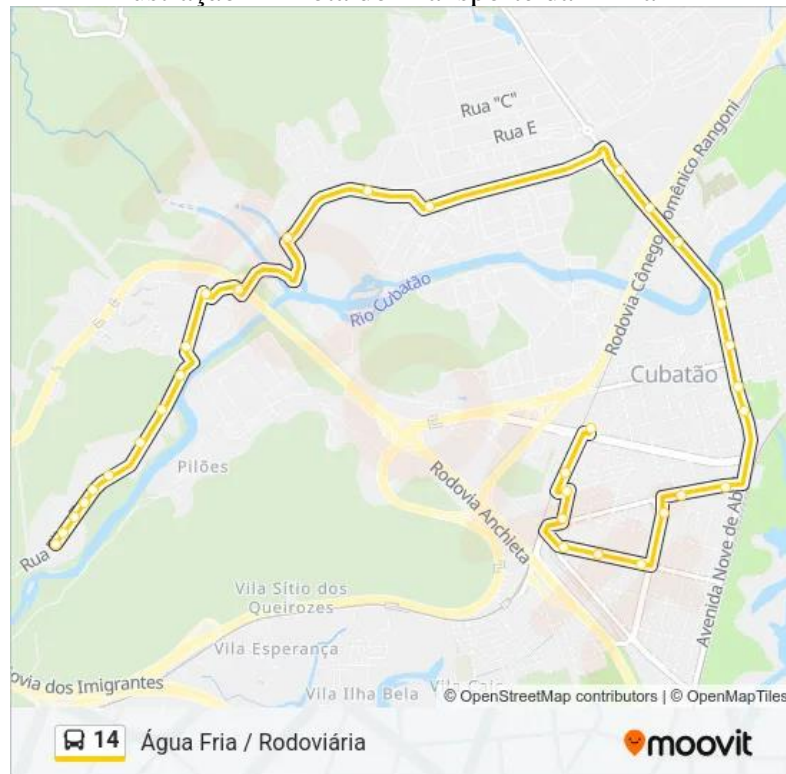 Rua "C"
Rua E
Rodovia Cônego Domênico Rangoni
Rio Cubatão
Cubatão
Pilões
Rodovia Anchieta
Rua
Avenida Nove de Ab
Vila Sítio dos
Queirozes
Vila Esperança
ovia dos Imigrantes
Vila Ilha Bela
© OpenStreetMap contributors | © OpenMapTiles
14 Água Fria / Rodoviária
moovit